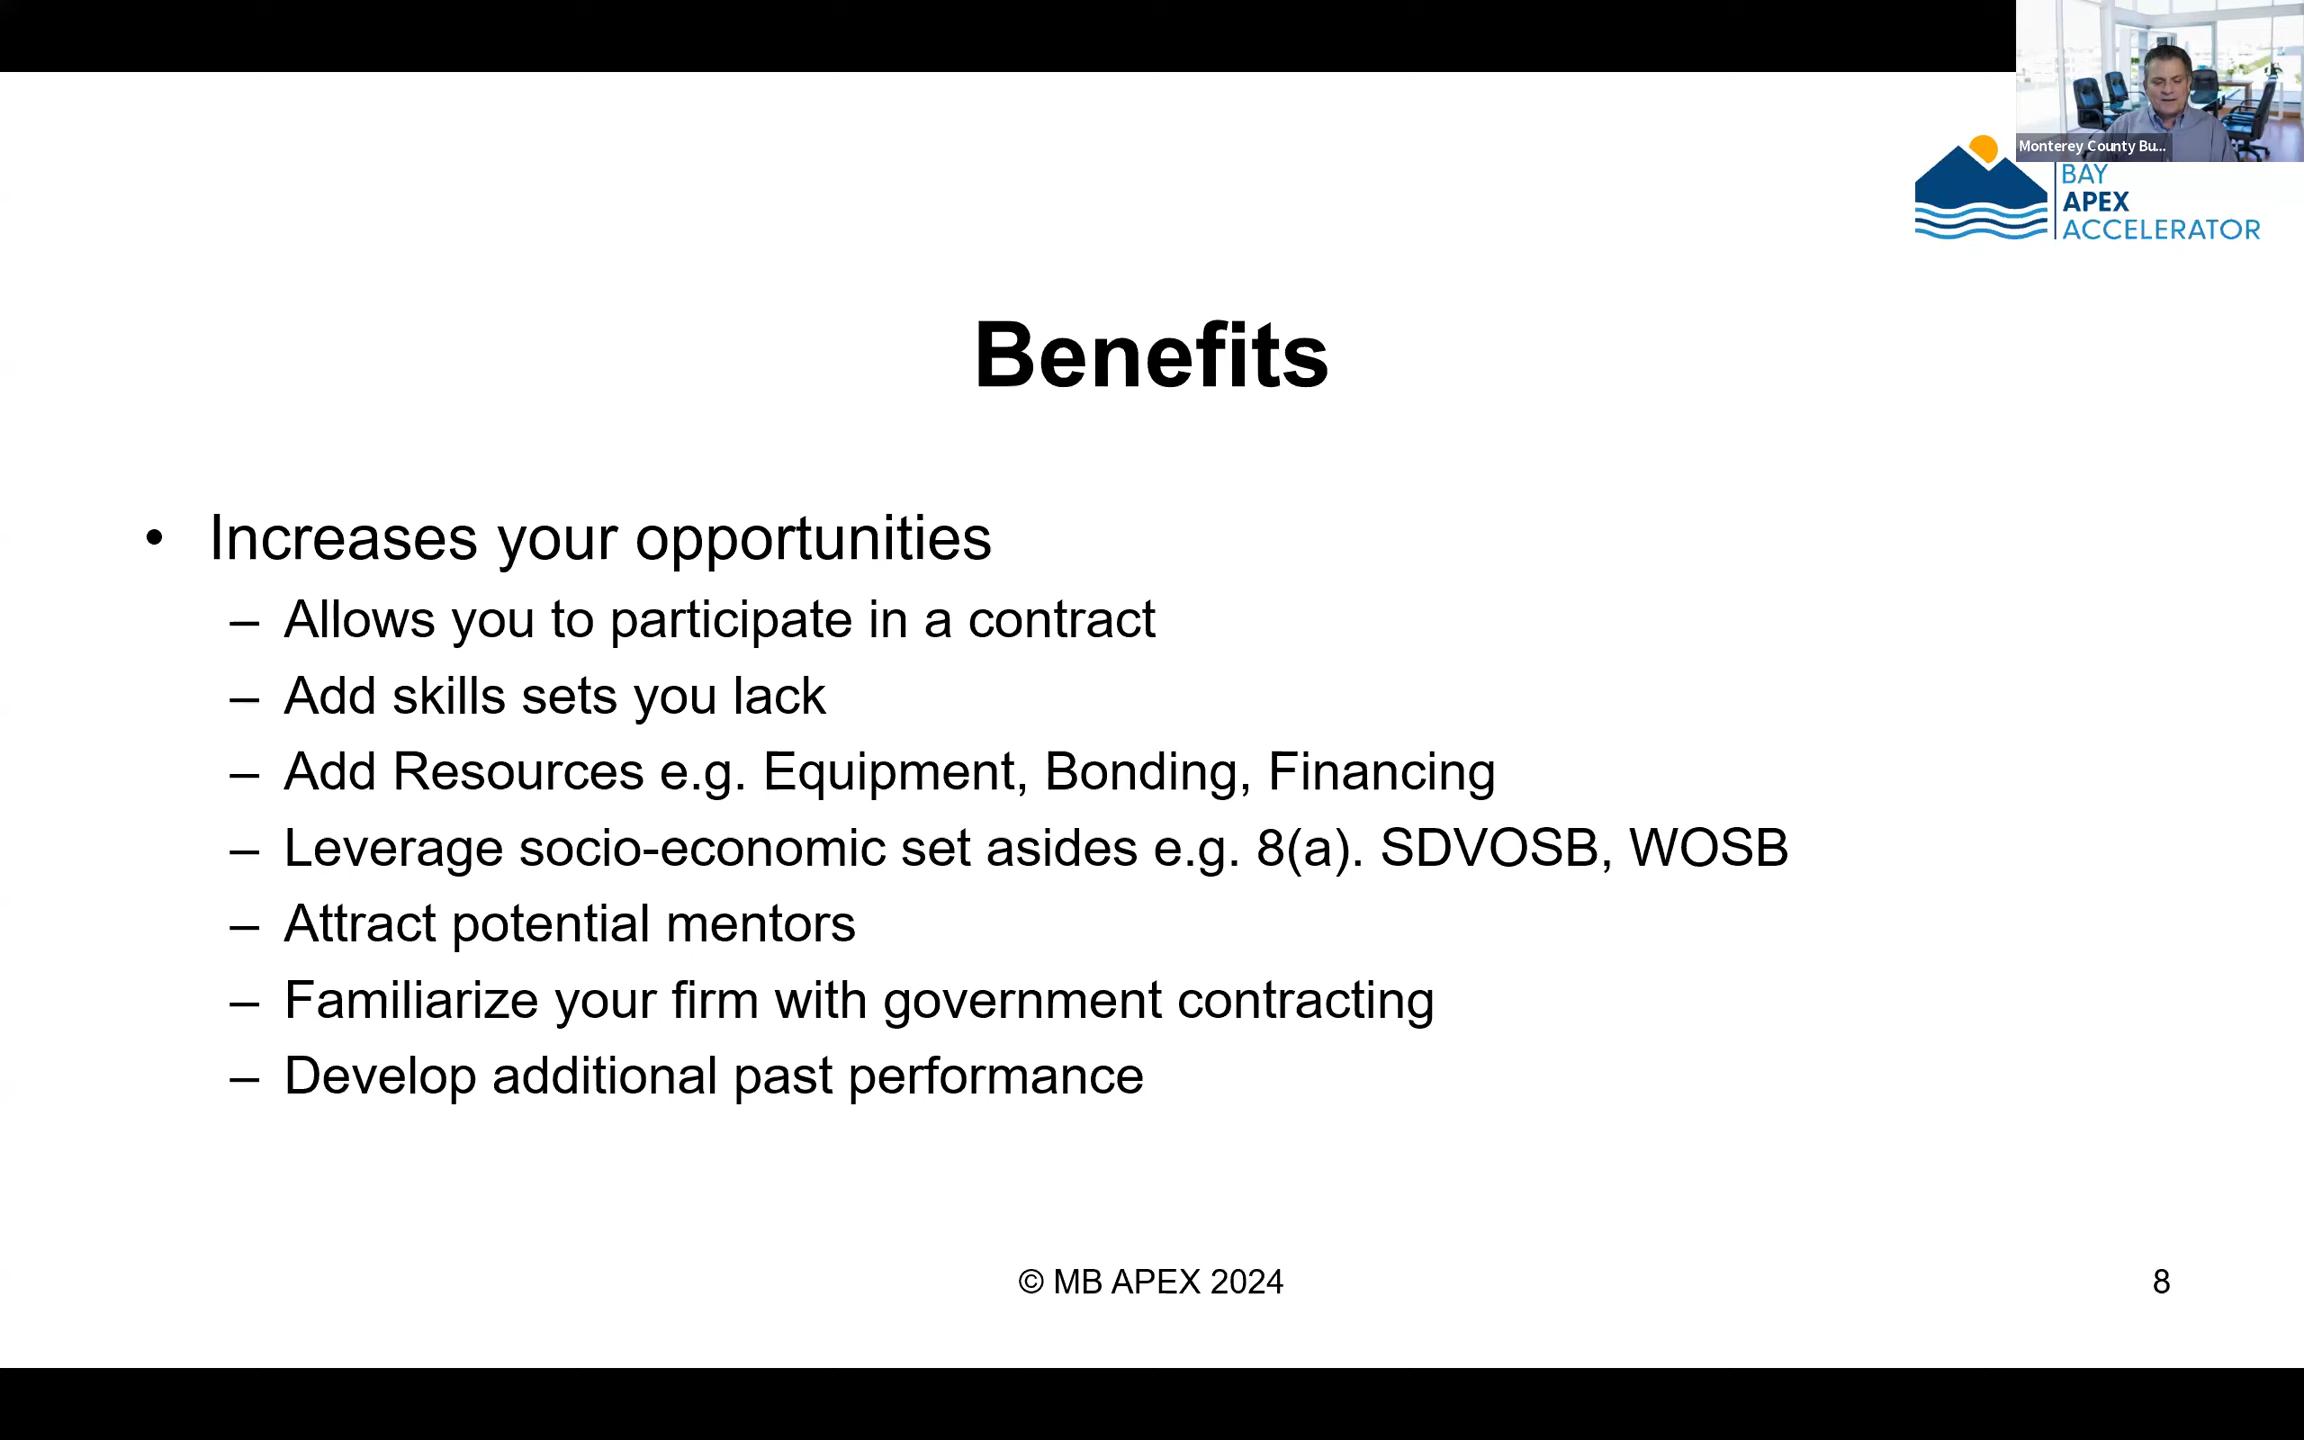 Monterey County Bu...
BAY
APEX
ACCELERATOR
Benefits
• Increases your opportunities
– Allows you to participate in a contract
– Add skills sets you lack
– Add Resources e.g. Equipment, Bonding, Financing
– Leverage socio-economic set asides e.g. 8(a). SDVOSB, WOSB
– Attract potential mentors
– Familiarize your firm with government contracting
– Develop additional past performance
© MB APEX 2024
8